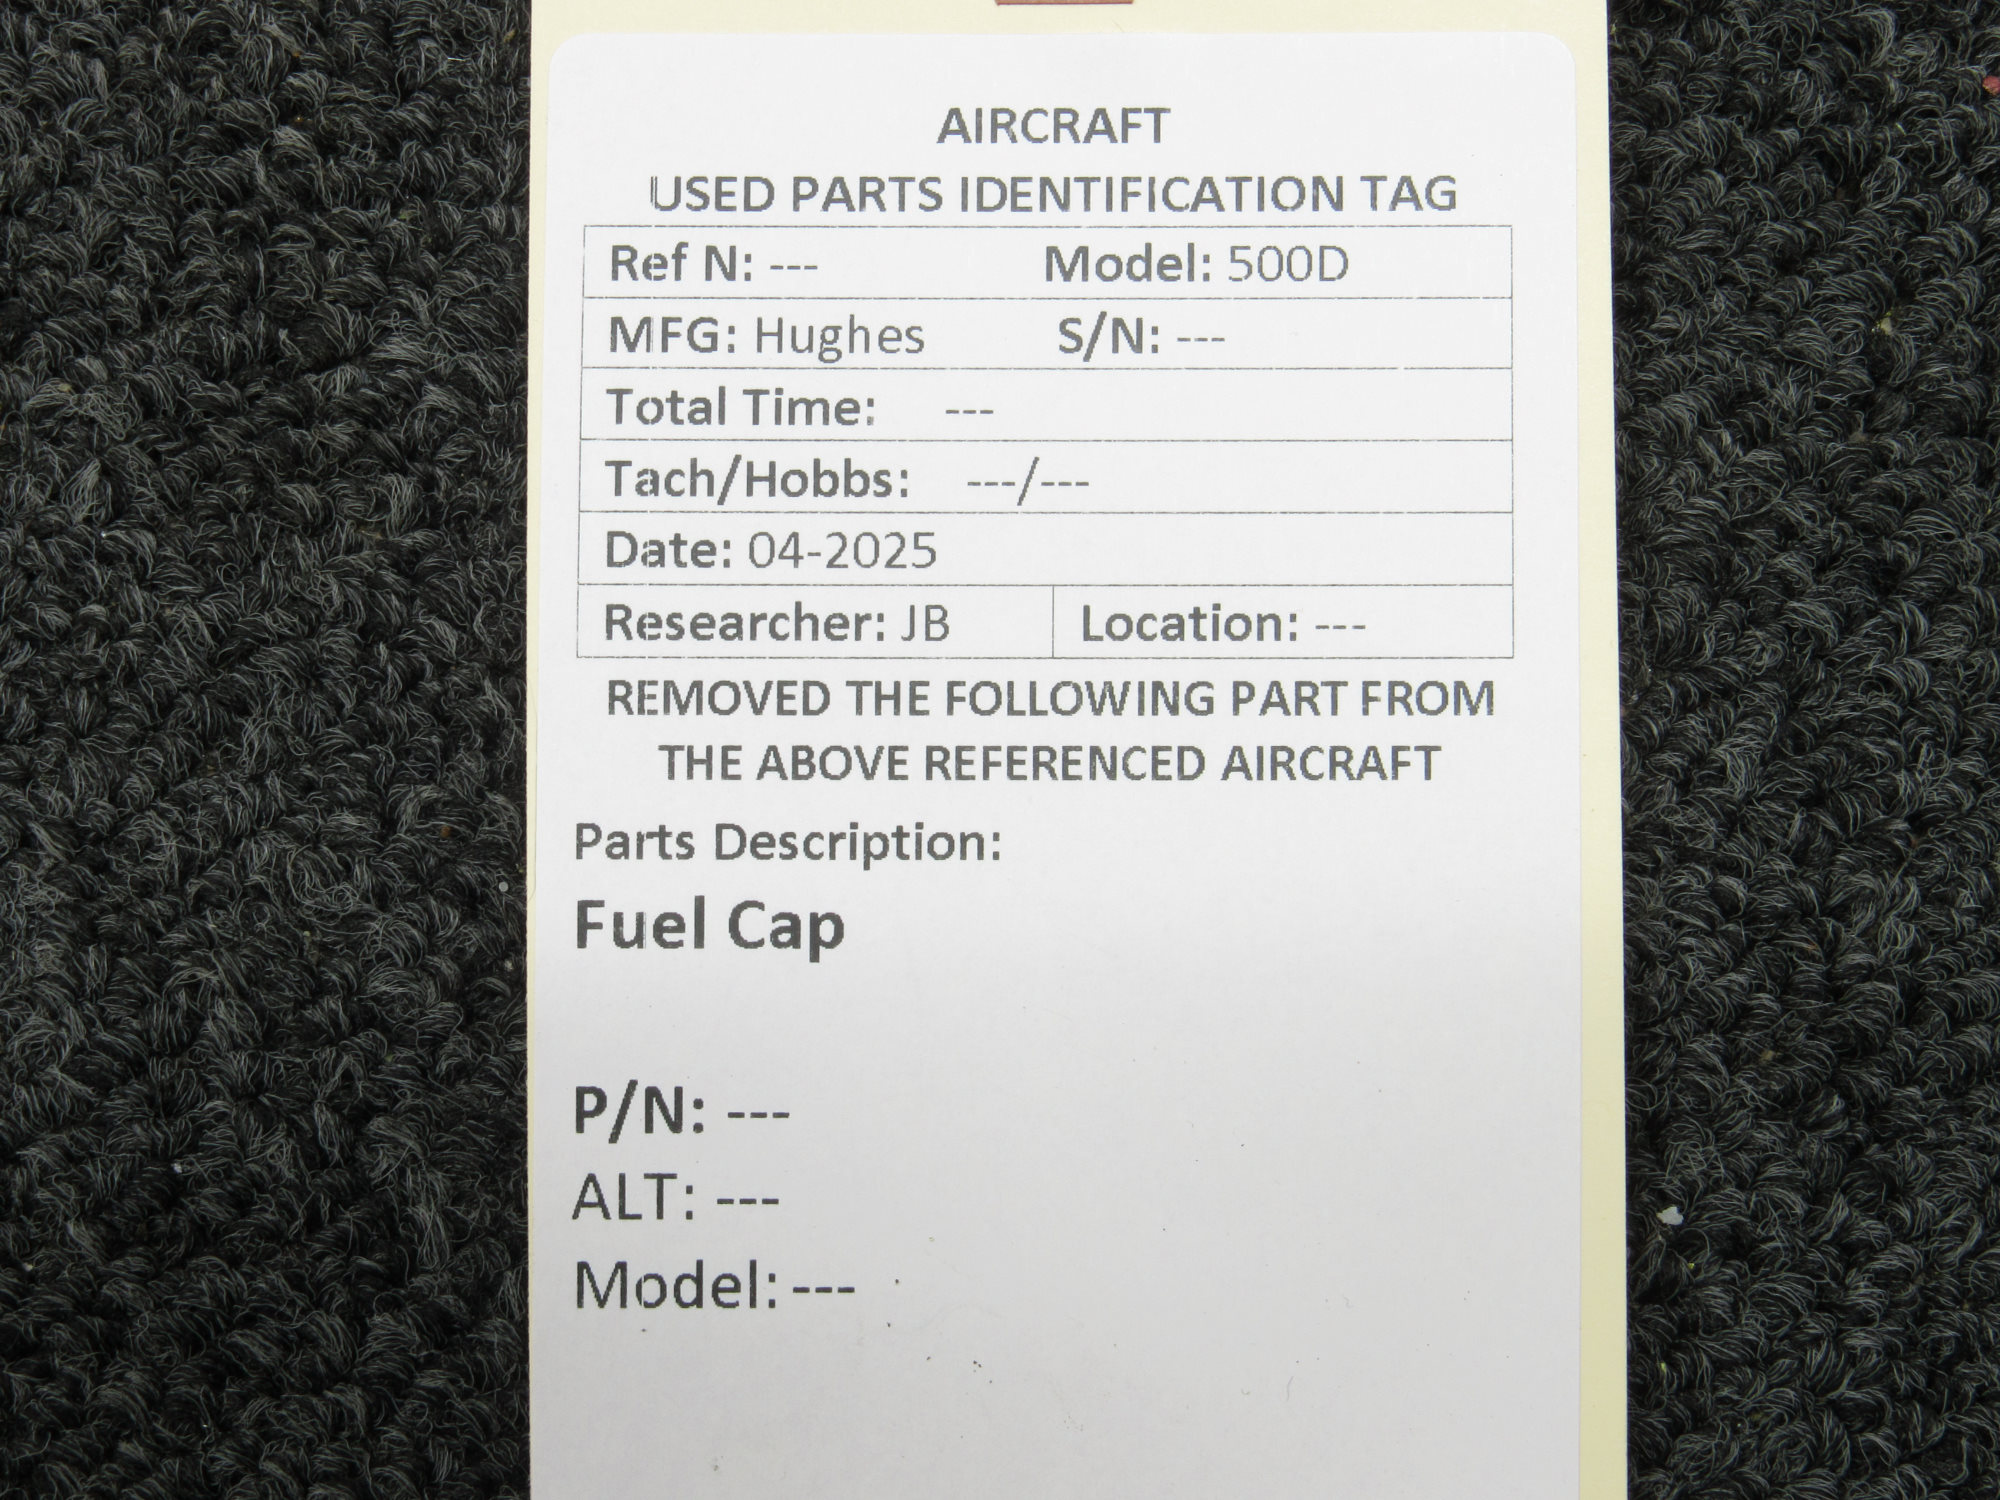 AIRCRAFT
USED PARTS IDENTIFICATION TAG
Ref N: --- Model: 500D
MFG: Hughes S/N: ---
Total Time: ---
Tach/Hobbs: ---/---
Date: 04-2025
Researcher: JB Location: ---
REMOVED THE FOLLOWING PART FROM
THE ABOVE REFERENCED AIRCRAFT
Parts Description:
Fuel Cap
P/N: ---
ALT: ---
Model: ---